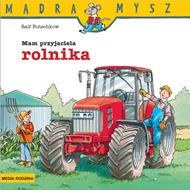 MĄDRA MYSZ
Ralf Butschkow
Mam przyjaciela
rolnika
MEDIA RODZINA